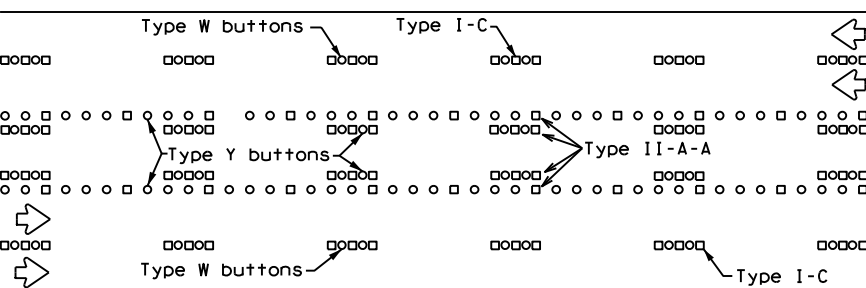 Type W buttons
Type I-C
Type Y buttons
Type II-A-A
Type W buttons
Type I-C